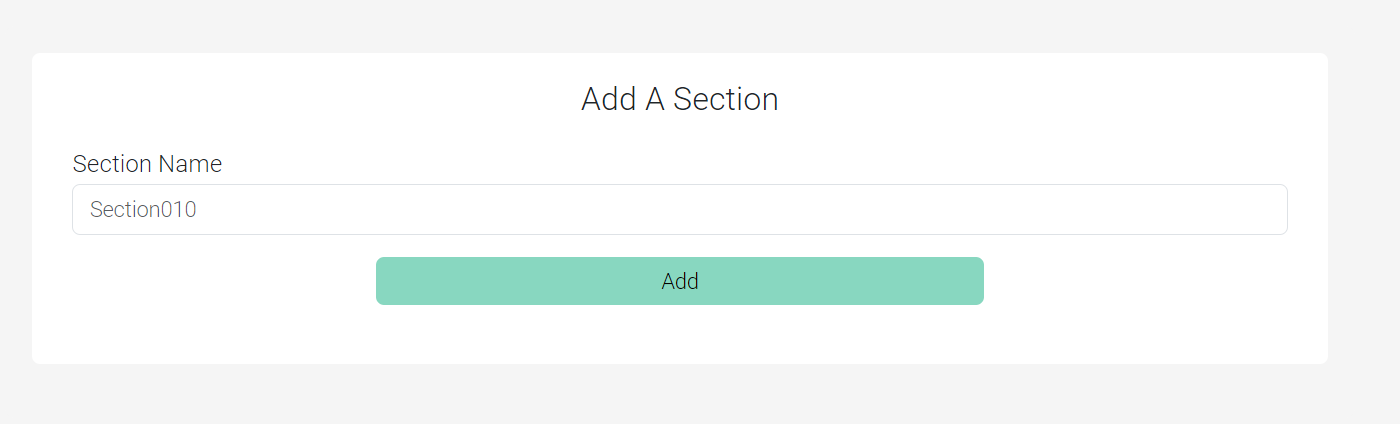 Add A Section
Section Name
Section010
Add